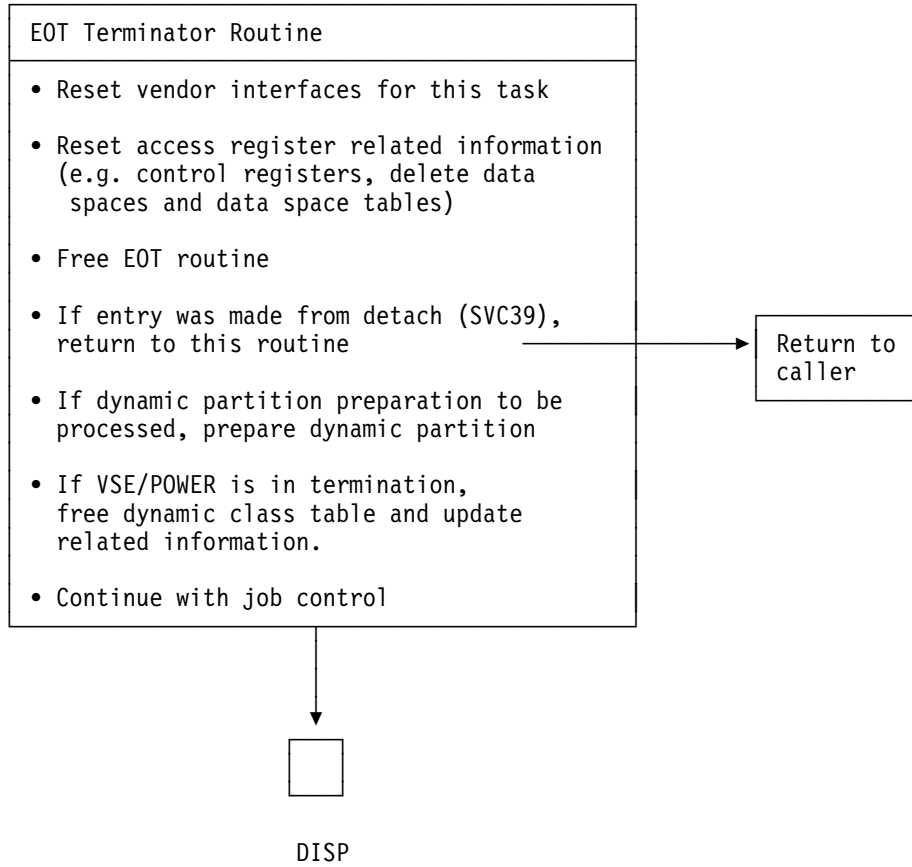 EOT Terminator Routine
• Reset vendor interfaces for this task
• Reset access register related information
(e.g. control registers, delete data
spaces and data space tables)
• Free EOT routine
• If entry was made from detach (SVC39),
return to this routine
Return to
caller
• If dynamic partition preparation to be
processed, prepare dynamic partition
• If VSE/POWER is in termination,
free dynamic class table and update
related information.
• Continue with job control
DISP